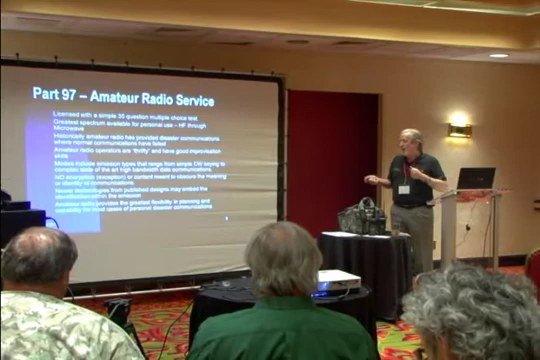 Part 97 – Amateur Radio Service
Licensed with a simple 35 question multiple choice test.
Greatest spectrum available for personal use – HF through
Microwave
Historically amateur radio has provided disaster communications
where normal communications have failed
Amateur radio operators are "thrifty" and have good improvisation
skills
Modes include emission types that range from simple CW keying to
complex state of the art high bandwidth data communications.
NO encryption (exception) or content meant to obscure the meaning
or identity of communications.
Newer technologies from published designs may embed the
identification within the emission
Amateur radio provides the greatest flexibility in planning and
capability for most cases of personal disaster communications